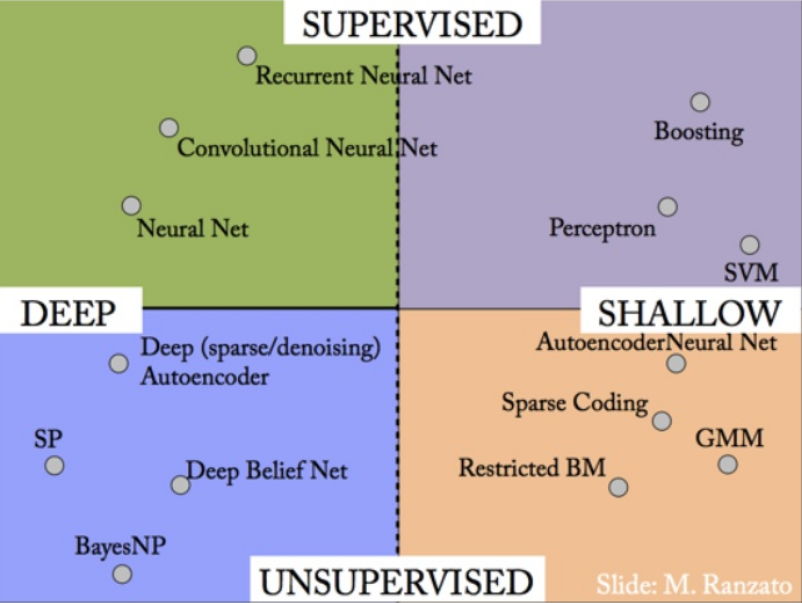 SUPERVISED
Recurrent Neural Net
Boosting
Convolutional Neural Net
Perceptron
Neural Net
SVM
DEEP
SHALLOW
Deep (sparse/denoising)
Autoencoder
AutoencoderNeural Net
Sparse Coding
SP
GMM
Deep Belief Net
Restricted BM
BayesNP
UNSUPERVISED
Slide: M. Ranzato